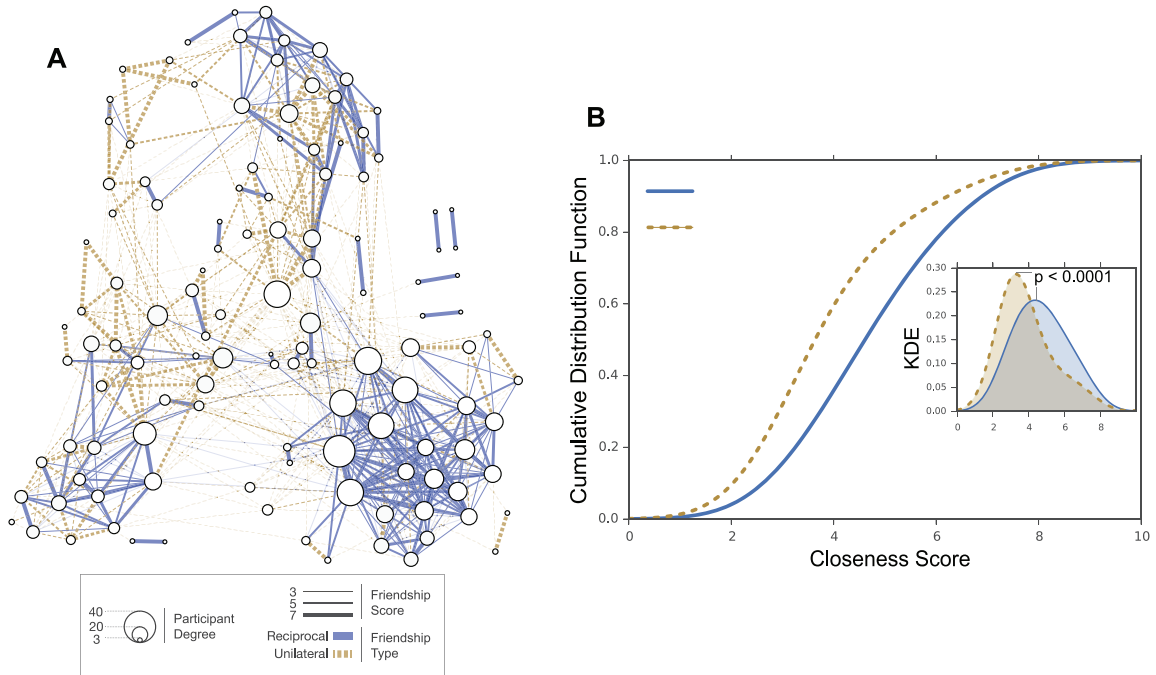 A
40
20
3
Participant
Degree
3
5
7
Friendship
Score
Reciprocal
Unilateral
Friendship
Type
B
Cumulative Distribution Function
1.0
0.8
0.6
0.4
0.2
0.0
0 2 4 6 8 10
Closeness Score
KDE
0,30
0,25
0,20
0,15
0,10
0,05
0,00
0 2 4 6 8
p < 0.0001